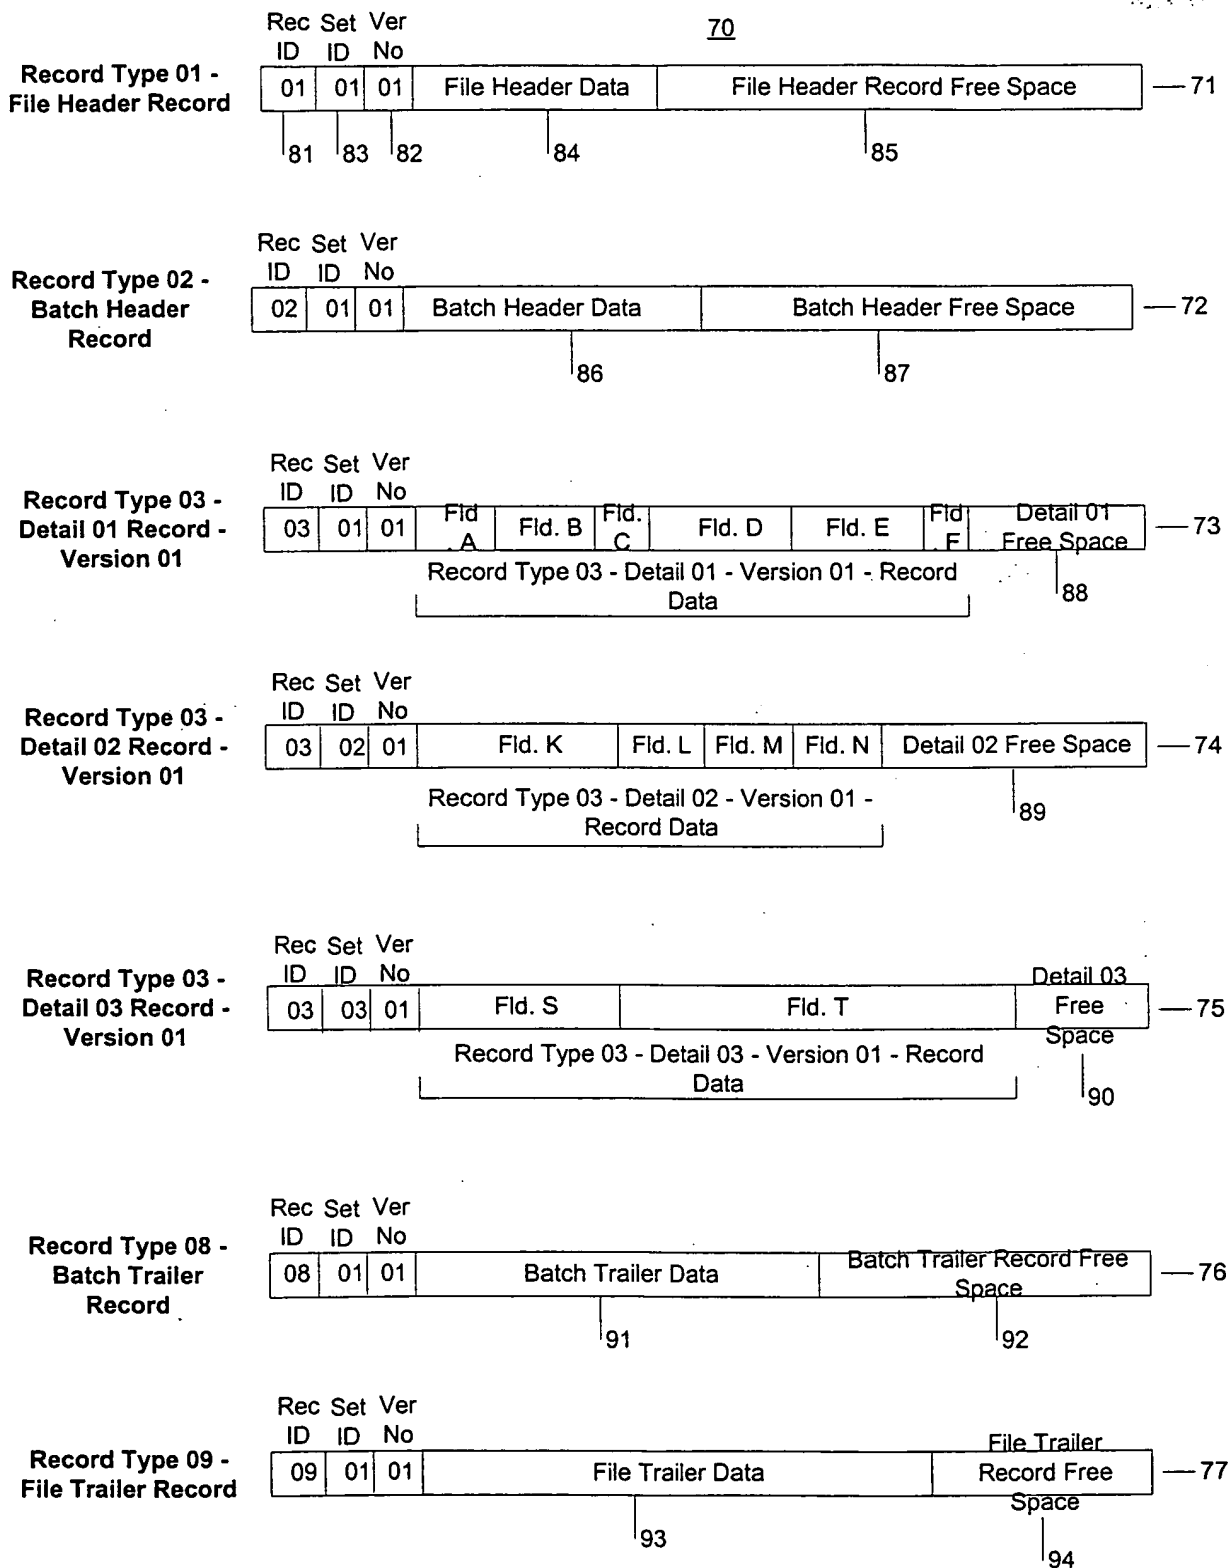 70
Rec Set Ver
ID ID No
Record Type 01 -
File Header Record
01 01 01 File Header Data File Header Record Free Space 71
81 83 82 84 85
Rec Set Ver
ID ID No
Record Type 02 -
Batch Header
Record
02 01 01 Batch Header Data Batch Header Free Space 72
86 87
Rec Set Ver
ID ID No
Record Type 03 -
Detail 01 Record -
Version 01
03 01 01 Fld. A Fld. B Fld. C Fld. D Fld. E Fld. F Detail 01 Free Space 73
Record Type 03 - Detail 01 - Version 01 - Record
Data
88
Rec Set Ver
ID ID No
Record Type 03 -
Detail 02 Record -
Version 01
03 02 01 Fld. K Fld. L Fld. M Fld. N Detail 02 Free Space 74
Record Type 03 - Detail 02 - Version 01 -
Record Data
89
Rec Set Ver
ID ID No
Record Type 03 -
Detail 03 Record -
Version 01
03 03 01 Fld. S Fld. T Detail 03 Free Space 75
Record Type 03 - Detail 03 - Version 01 - Record
Data
90
Rec Set Ver
ID ID No
Record Type 08 -
Batch Trailer
Record
08 01 01 Batch Trailer Data Batch Trailer Record Free Space 76
91 92
Rec Set Ver
ID ID No
Record Type 09 -
File Trailer Record
09 01 01 File Trailer Data File Trailer Record Free Space 77
93 94